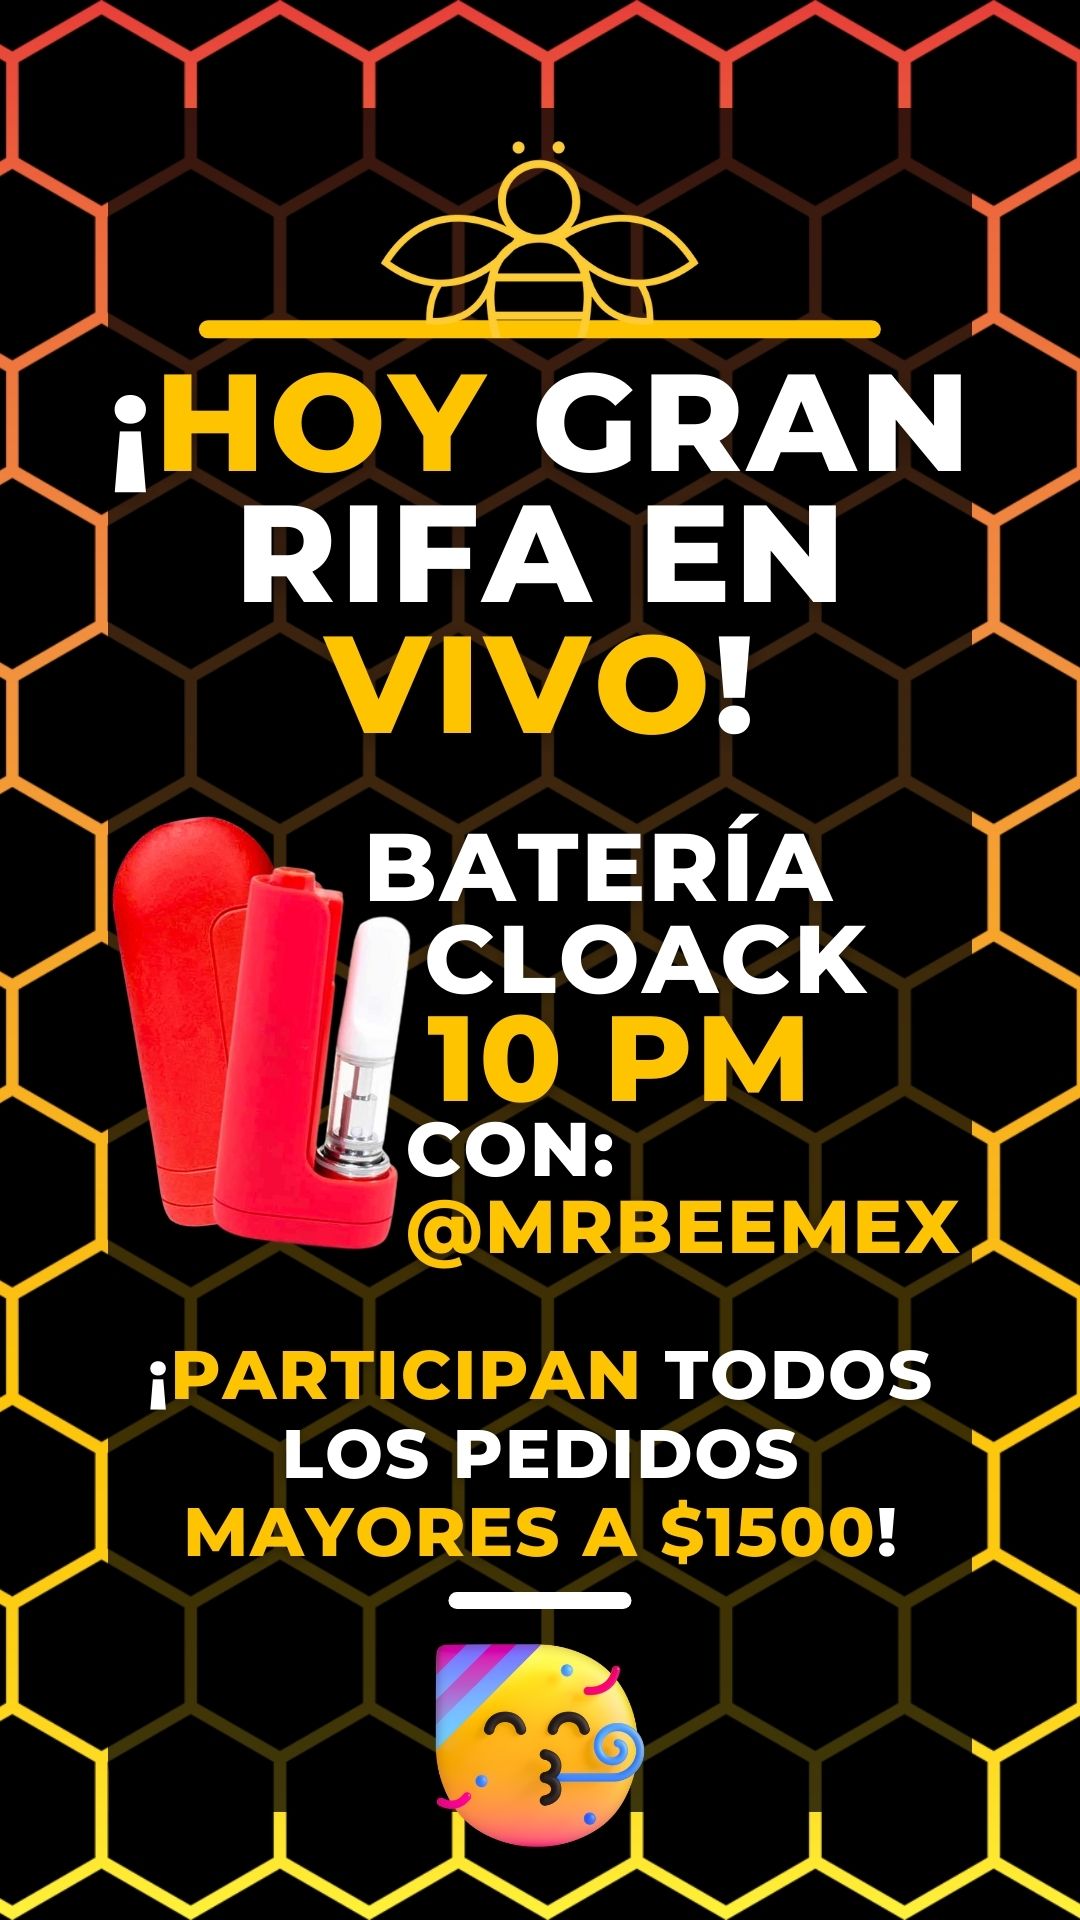 ¡HOY GRAN
RIFA EN
VIVO!
BATERÍA
CLOACK
10 PM
CON:
@MRBEEMEX
¡PARTICIPAN TODOS
LOS PEDIDOS
MAYORES A $1500!